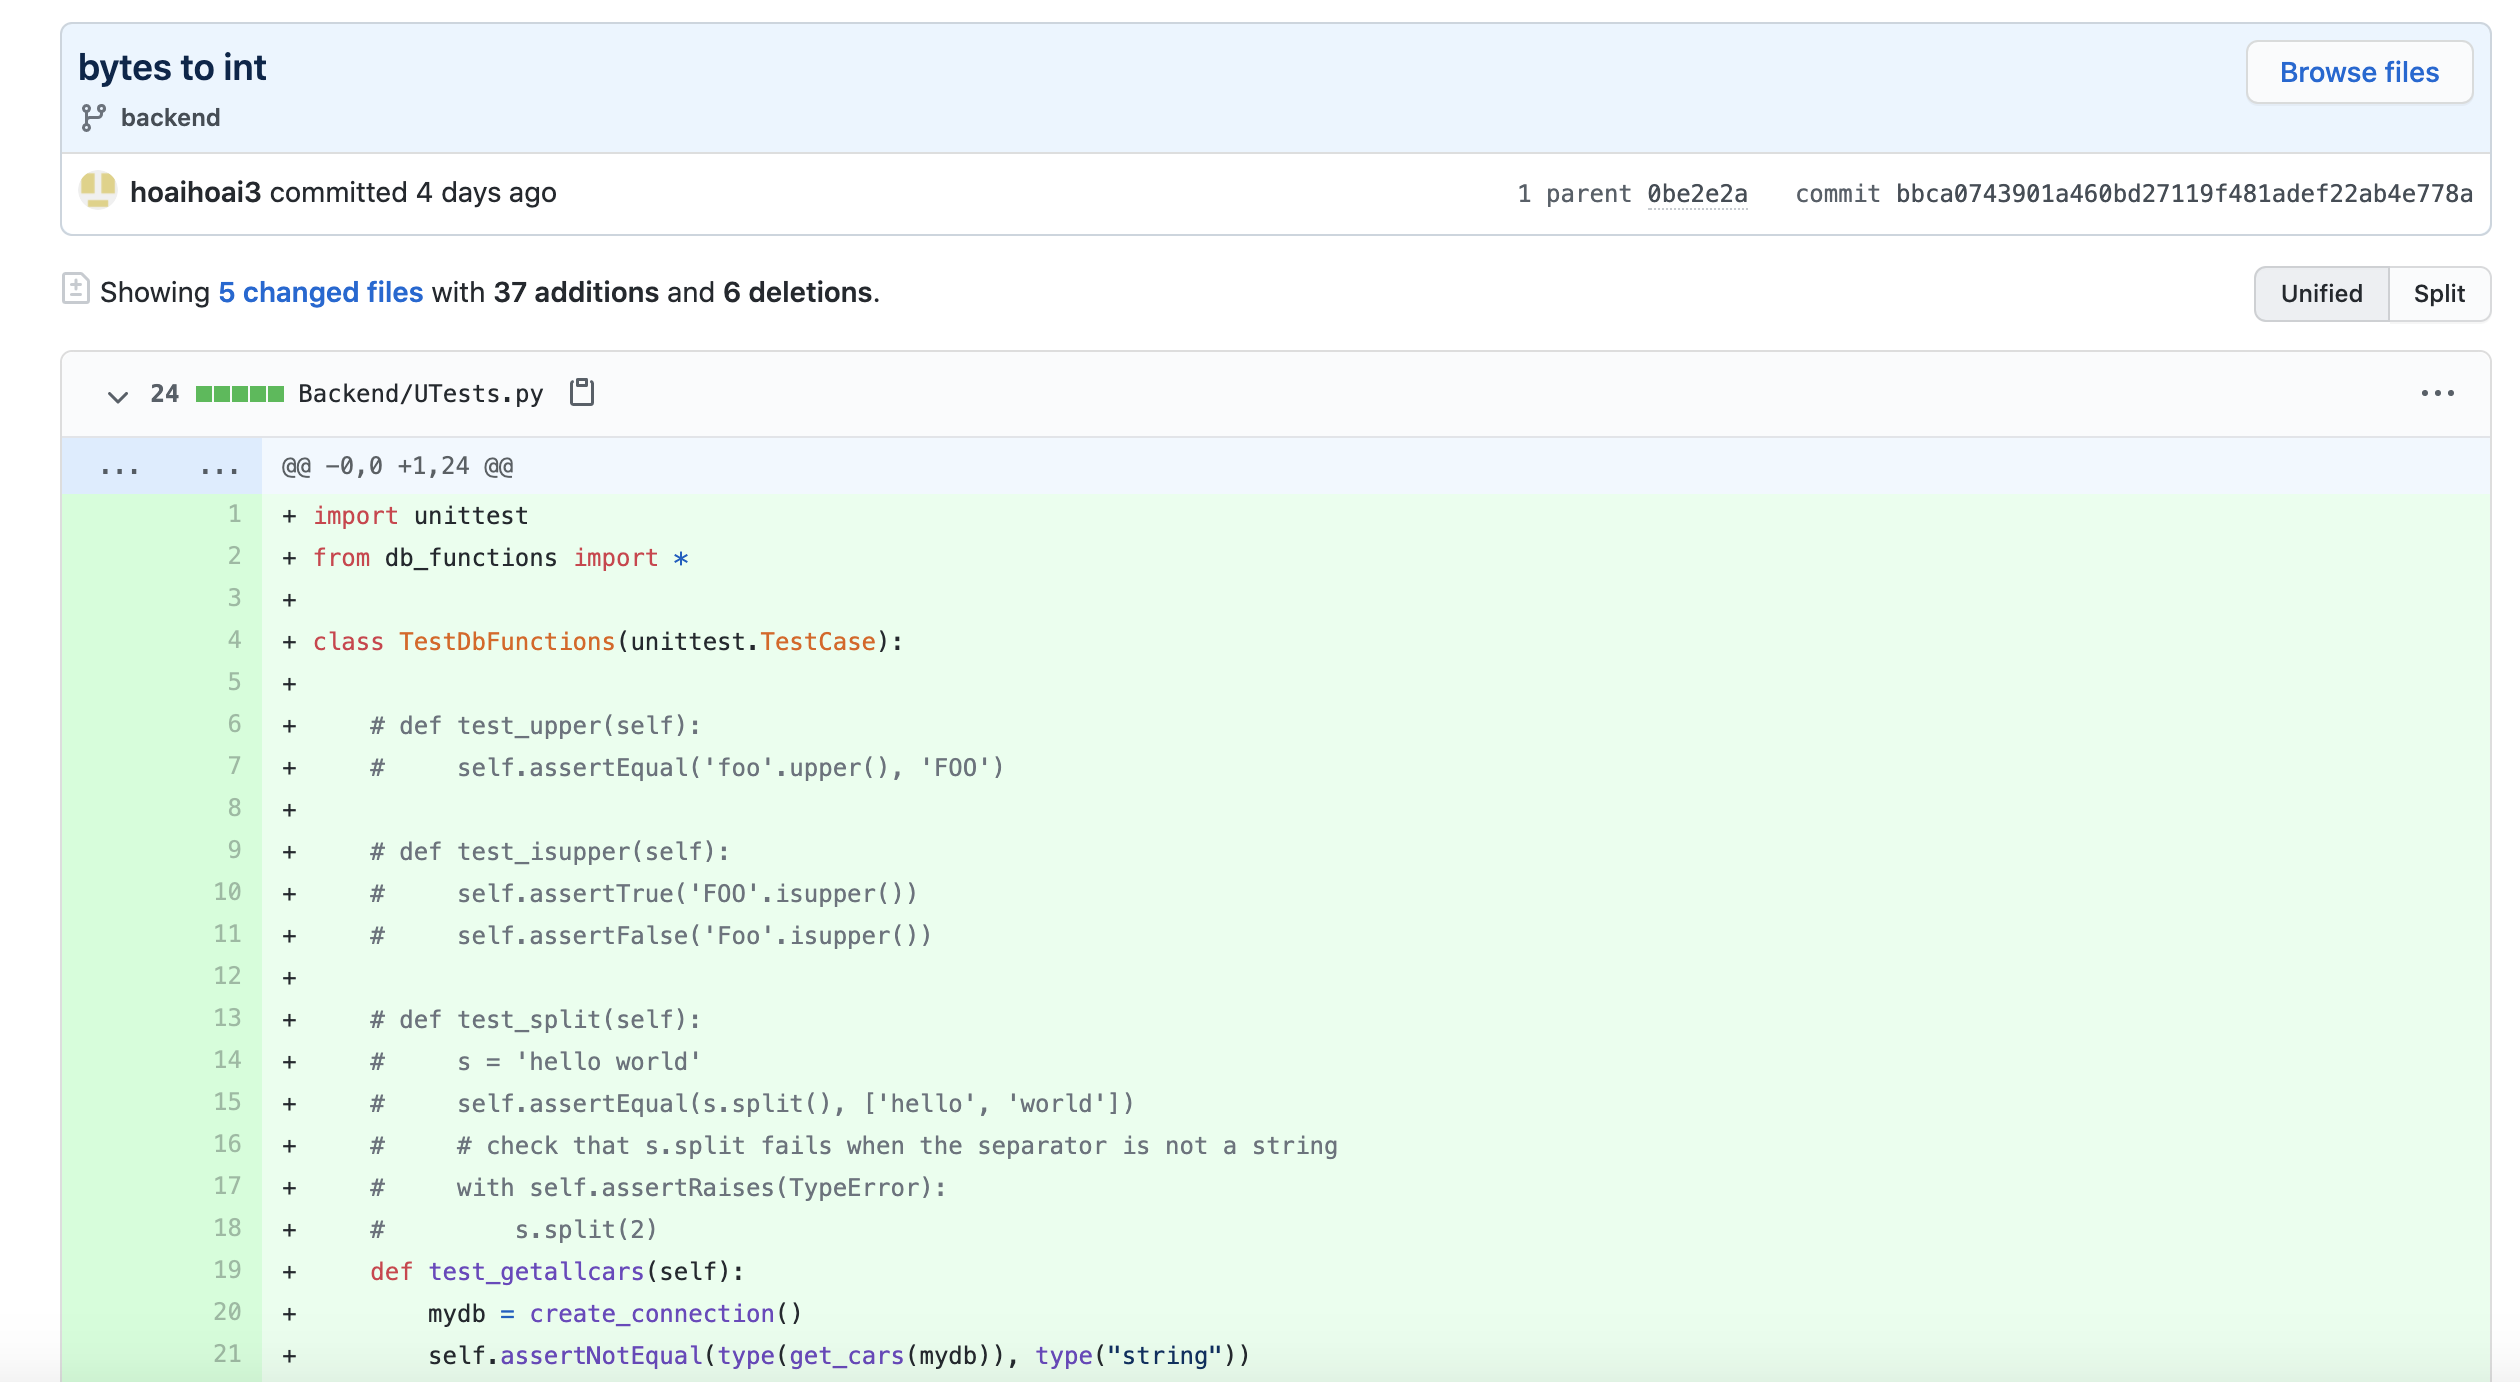 bytes to int
Browse files
backend
hoaihoai3 committed 4 days ago
1 parent 0be2e2a commit bbca0743901a460bd27119f481adef22ab4e778a
Showing 5 changed files with 37 additions and 6 deletions.
Unified Split
24 Backend/UTests.py ...
... ... @@ -0,0 +1,24 @@
1 + import unittest
2 + from db_functions import *
3 +
4 + class TestDbFunctions(unittest.TestCase):
5 +
6 +     # def test_upper(self):
7 +     #     self.assertEqual('foo'.upper(), 'FOO')
8 +
9 +     # def test_isupper(self):
10 +     #     self.assertTrue('FOO'.isupper())
11 +     #     self.assertFalse('Foo'.isupper())
12 +
13 +     # def test_split(self):
14 +     #     s = 'hello world'
15 +     #     self.assertEqual(s.split(), ['hello', 'world'])
16 +     #     # check that s.split fails when the separator is not a string
17 +     #     with self.assertRaises(TypeError):
18 +     #         s.split(2)
19 +     def test_getallcars(self):
20 +         mydb = create_connection()
21 +         self.assertNotEqual(type(get_cars(mydb)), type("string"))